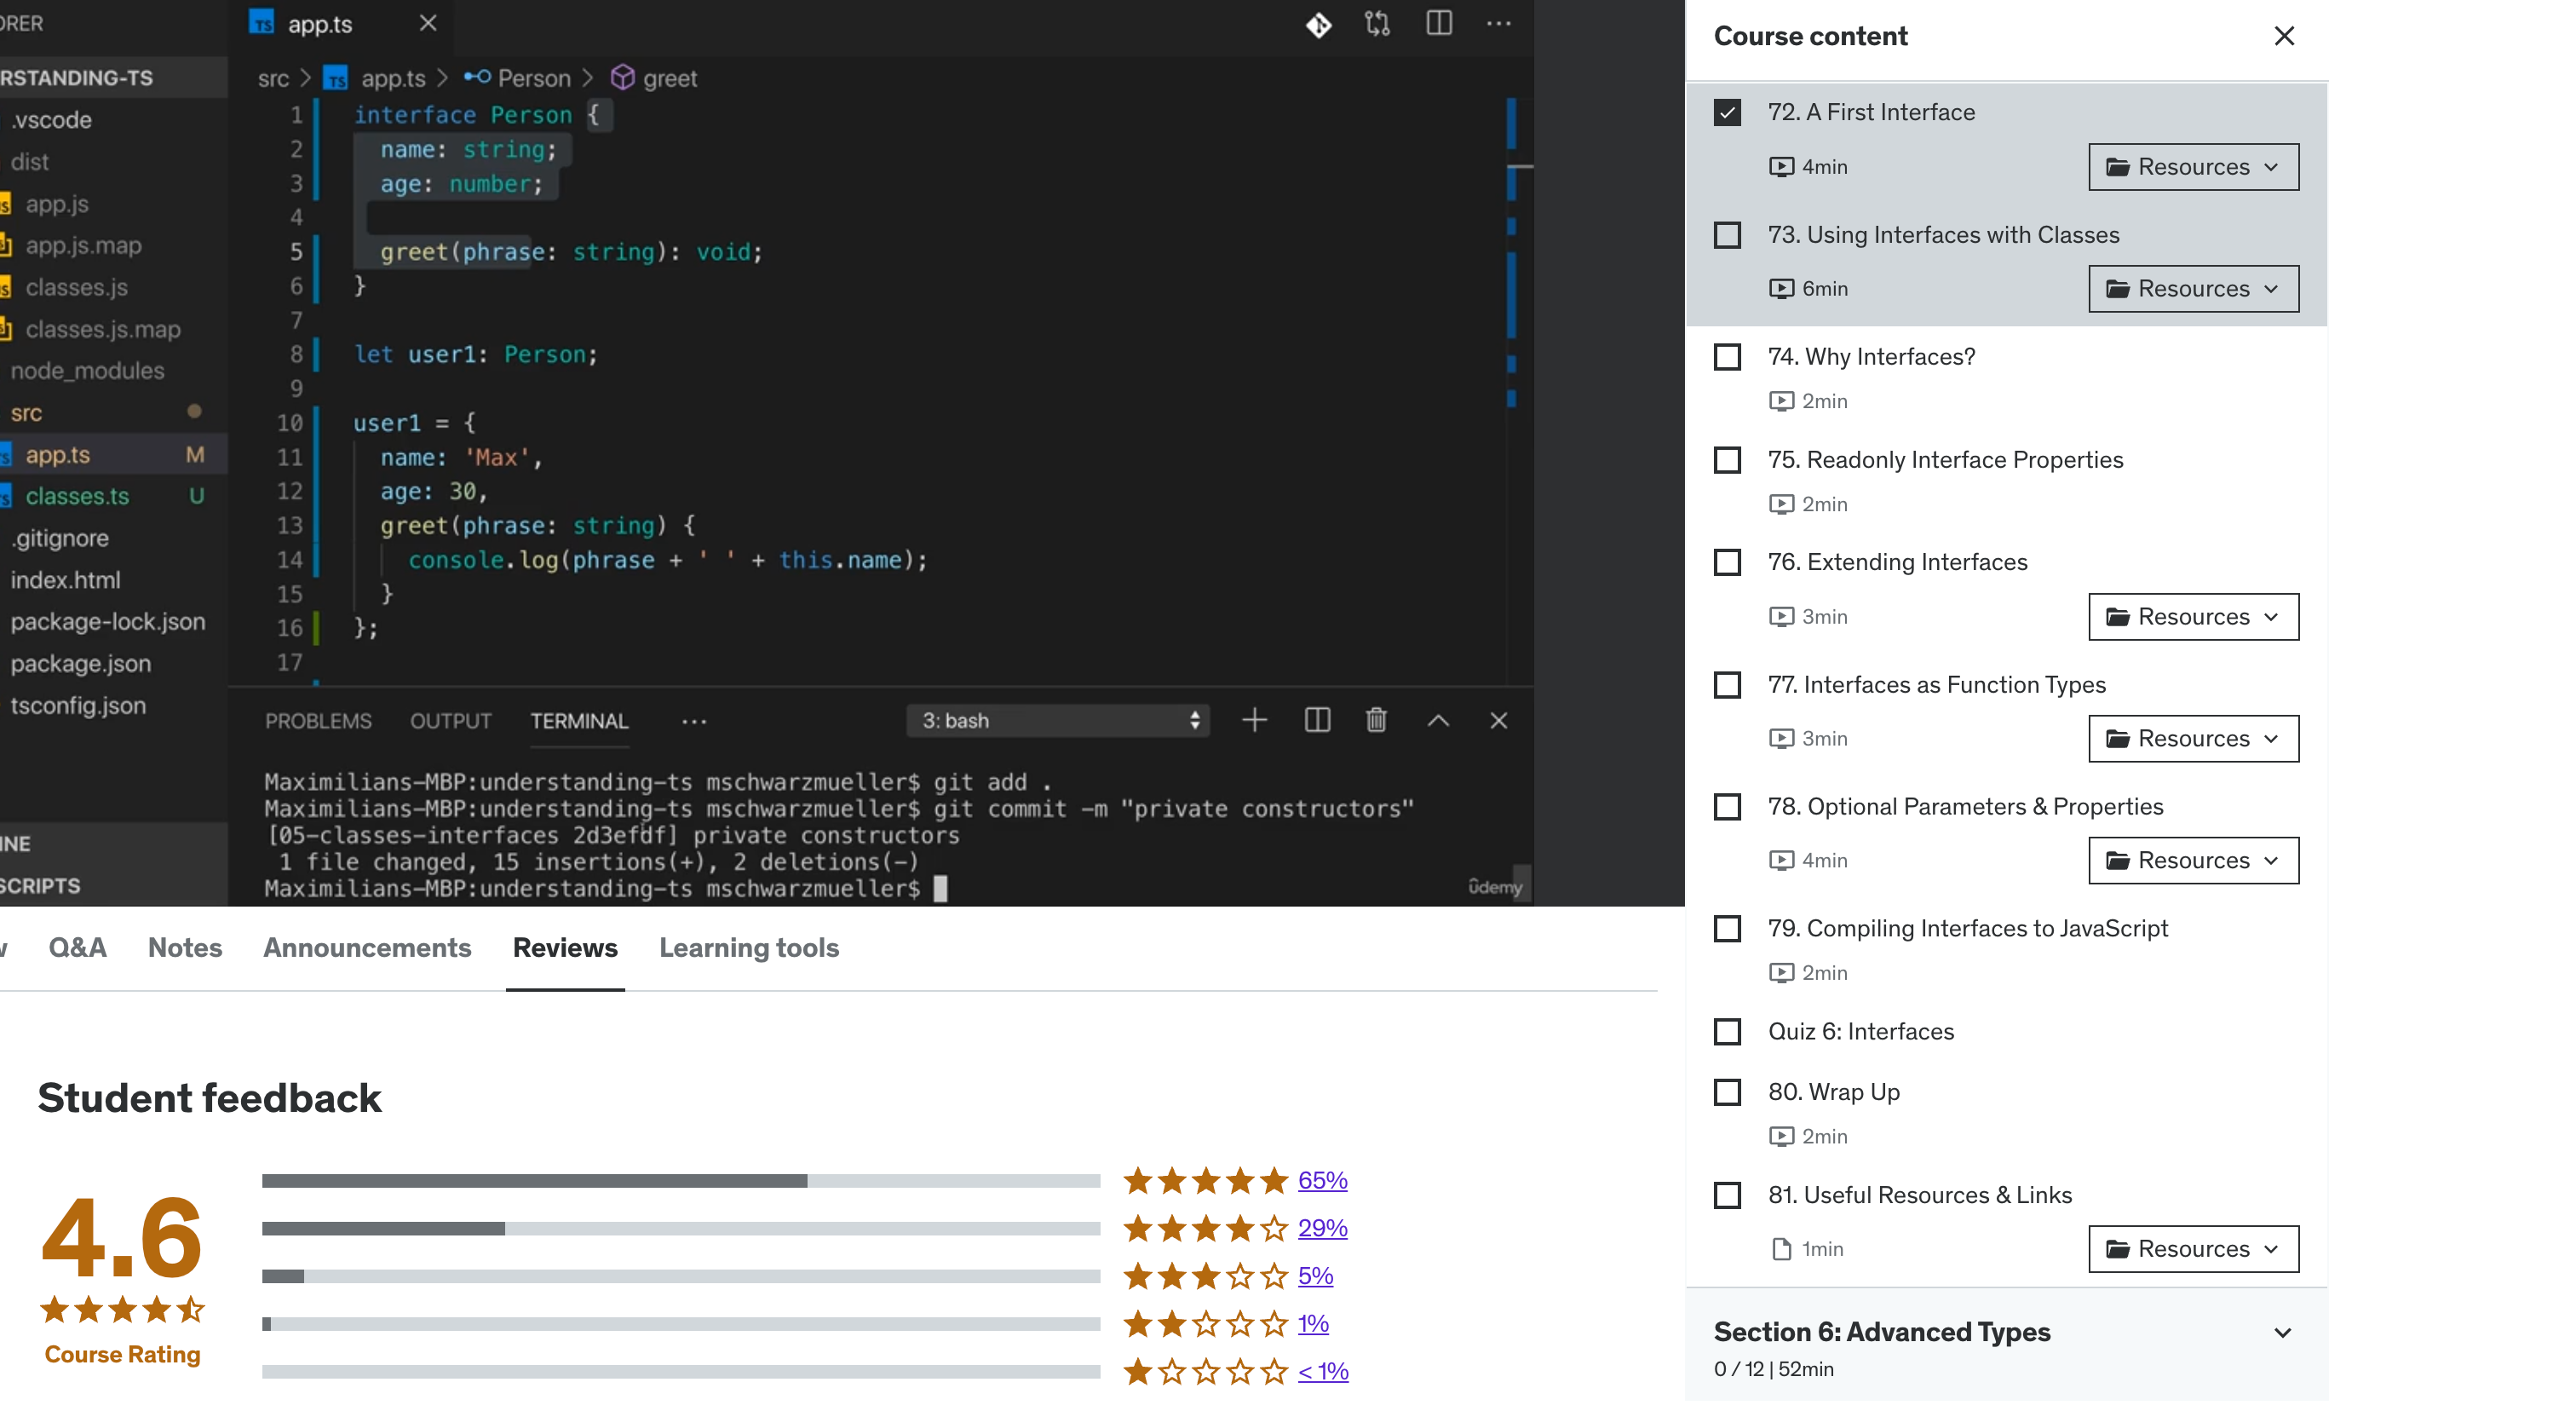 app.ts
RSTANDING-TS
.vscode
dist
app.js
app.js.map
classes.js
classes.js.map
node_modules
src
app.ts M
classes.ts U
.gitignore
index.html
package-lock.json
package.json
tsconfig.json
SCRIPTS
src > TS app.ts > Person > greet
1 interface Person {
2 name: string;
3 age: number;
4
5 greet(phrase: string): void;
6 }
7
8 let user1: Person;
9
10 user1 = {
11 name: 'Max',
12 age: 30,
13 greet(phrase: string) {
14 console.log(phrase + ' ' + this.name);
15 }
16 };
17
PROBLEMS OUTPUT TERMINAL ··· 3: bash
Maximilians-MBP:understanding-ts mschwarzmueller$ git add .
Maximilians-MBP:understanding-ts mschwarzmueller$ git commit -m "private constructors"
[05-classes-interfaces 2d3efdf] private constructors
1 file changed, 15 insertions(+), 2 deletions(-)
Maximilians-MBP:understanding-ts mschwarzmueller$
udemy
Q&A Notes Announcements Reviews Learning tools
Student feedback
4.6
Course Rating
65%
29%
5%
1%
< 1%
Course content
72. A First Interface
4min Resources
73. Using Interfaces with Classes
6min Resources
74. Why Interfaces?
2min
75. Readonly Interface Properties
2min
76. Extending Interfaces
3min Resources
77. Interfaces as Function Types
3min Resources
78. Optional Parameters & Properties
4min Resources
79. Compiling Interfaces to JavaScript
2min
Quiz 6: Interfaces
80. Wrap Up
2min
81. Useful Resources & Links
1min Resources
Section 6: Advanced Types
0 / 12 | 52min